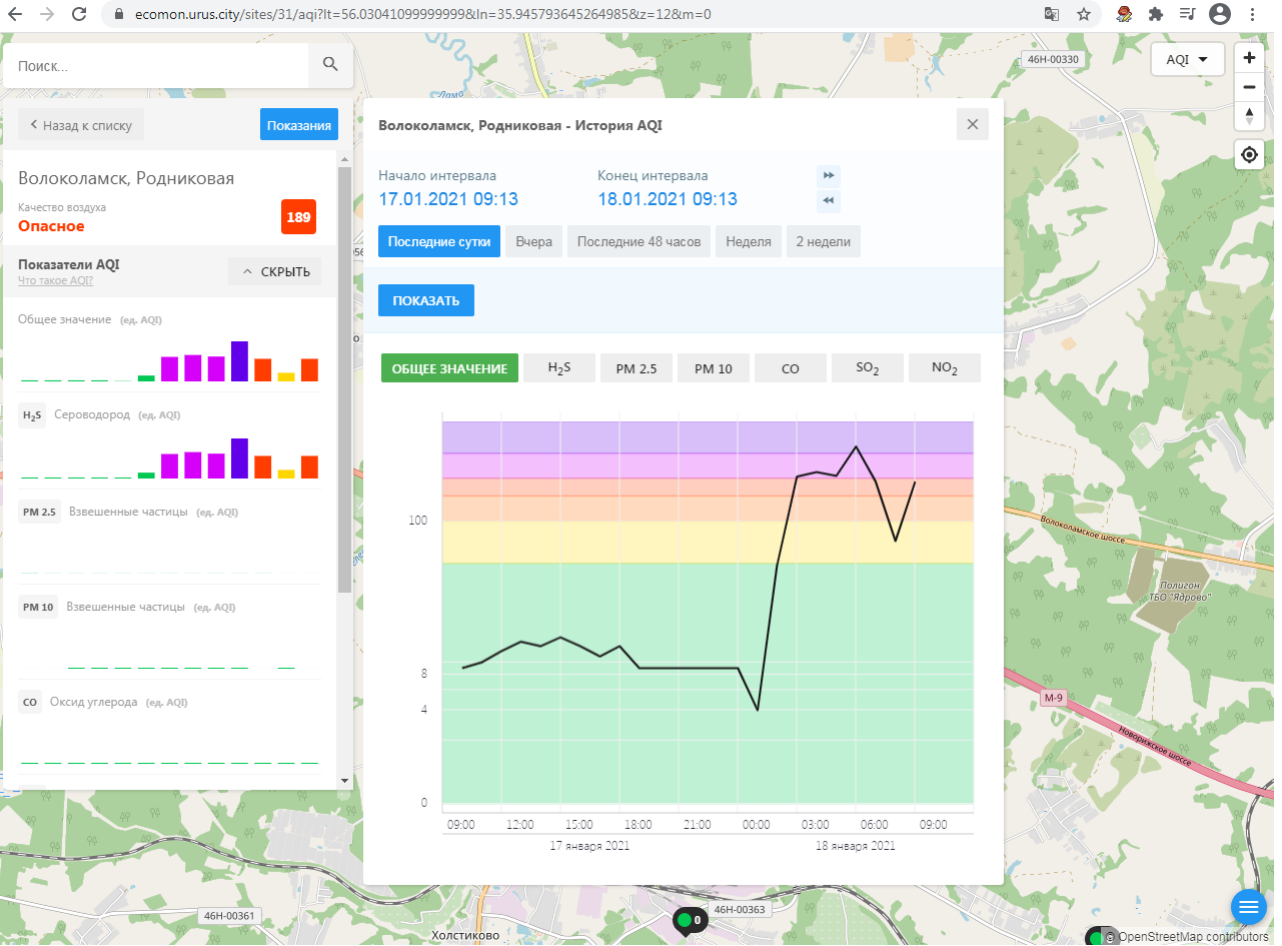 ecomon.urus.city/sites/31/aqi?lt=56.03041099999999&ln=35.945793645264985&z=12&m=0
Поиск...
46Н-00330
AQI
Назад к списку
Показания
Волоколамск, Родниковая
Качество воздуха
Опасное
189
Показатели AQI
Что такое AQI?
СКРЫТЬ
Общее значение (ед. AQI)
H2S Сероводород (ед. AQI)
PM 2.5 Взвешенные частицы (ед. AQI)
PM 10 Взвешенные частицы (ед. AQI)
CO Оксид углерода (ед. AQI)
Волоколамск, Родниковая - История AQI
Начало интервала
17.01.2021 09:13
Конец интервала
18.01.2021 09:13
Последние сутки
Вчера
Последние 48 часов
Неделя
2 недели
ПОКАЗАТЬ
ОБЩЕЕ ЗНАЧЕНИЕ
H2S
PM 2.5
PM 10
CO
SO2
NO2
100
8
4
0
09:00 12:00 15:00 18:00 21:00 00:00 03:00 06:00 09:00
17 января 2021
18 января 2021
Волоколамское шоссе
Полигон
ТБО "Ядрово"
М-9
Новорижское шоссе
46Н-00361
46Н-00363
0
Холстиково
© OpenStreetMap contributors